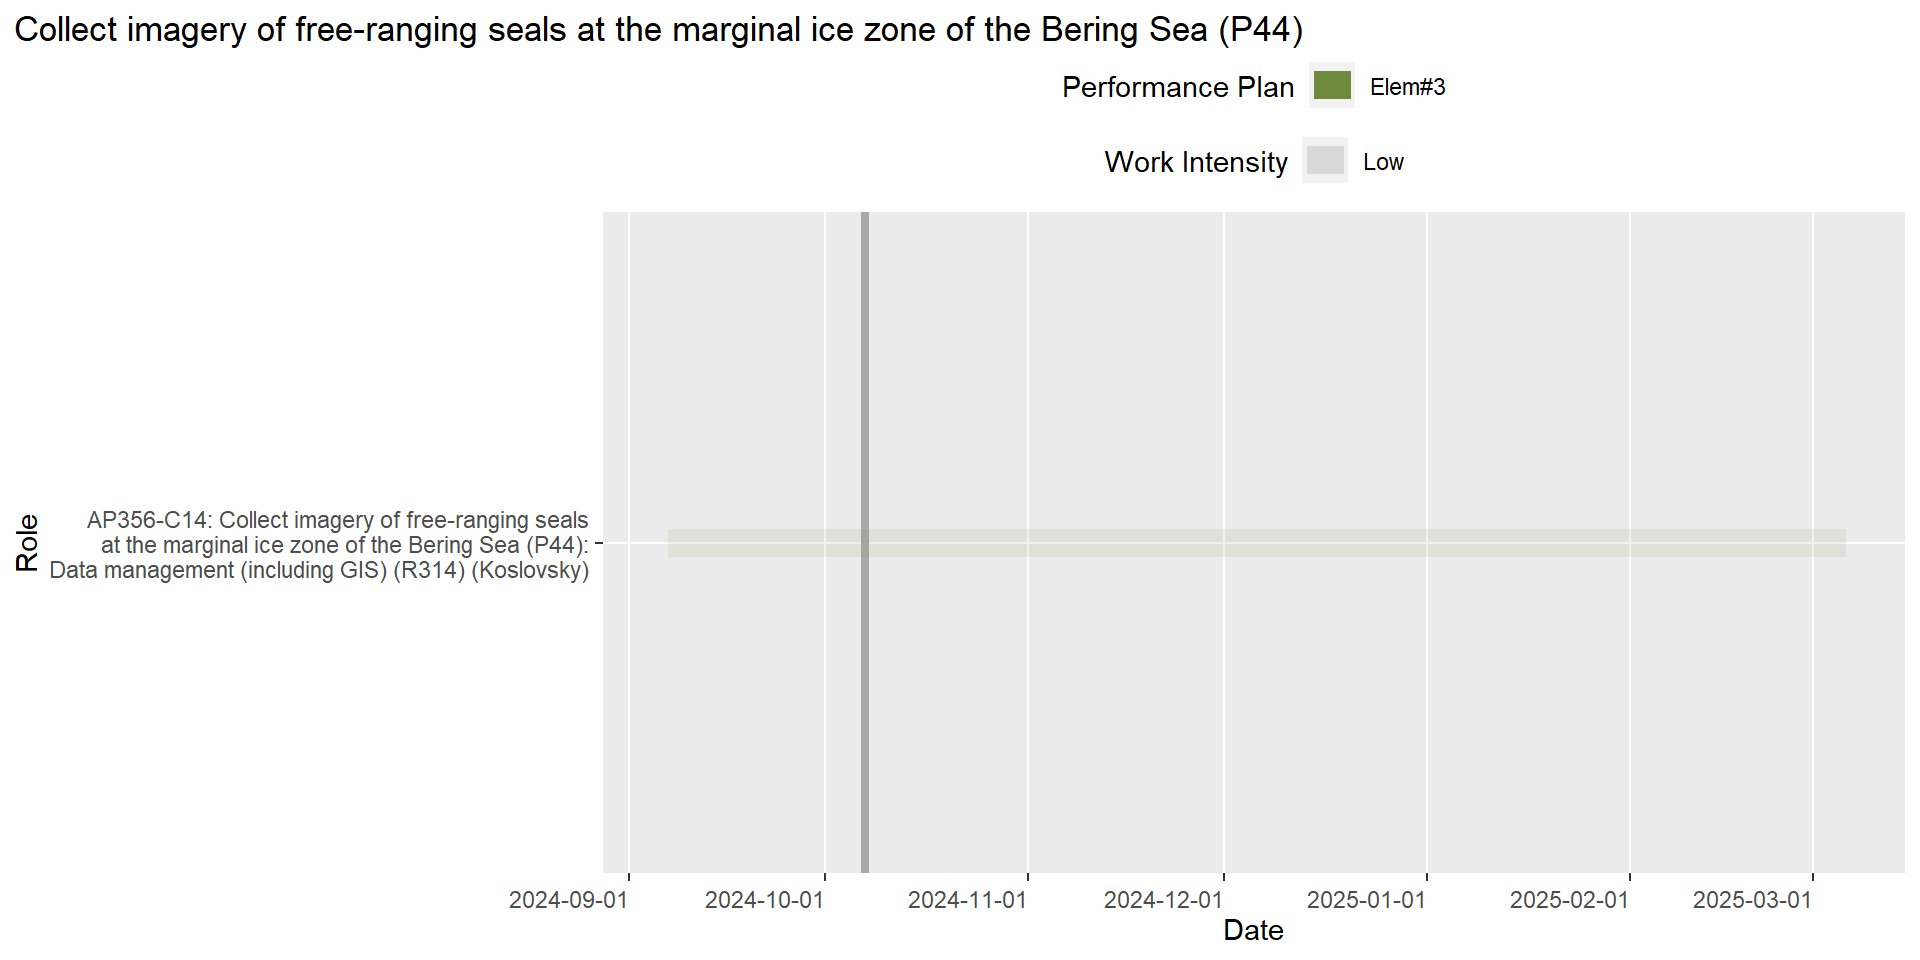 Collect imagery of free-ranging seals at the marginal ice zone of the Bering Sea (P44)
Performance Plan
Elem#3
Work Intensity
Low
Role
AP356-C14: Collect imagery of free-ranging seals
at the marginal ice zone of the Bering Sea (P44):
Data management (including GIS) (R314) (Koslovsky)
2024-09-01
2024-10-01
2024-11-01
2024-12-01
2025-01-01
2025-02-01
2025-03-01
Date